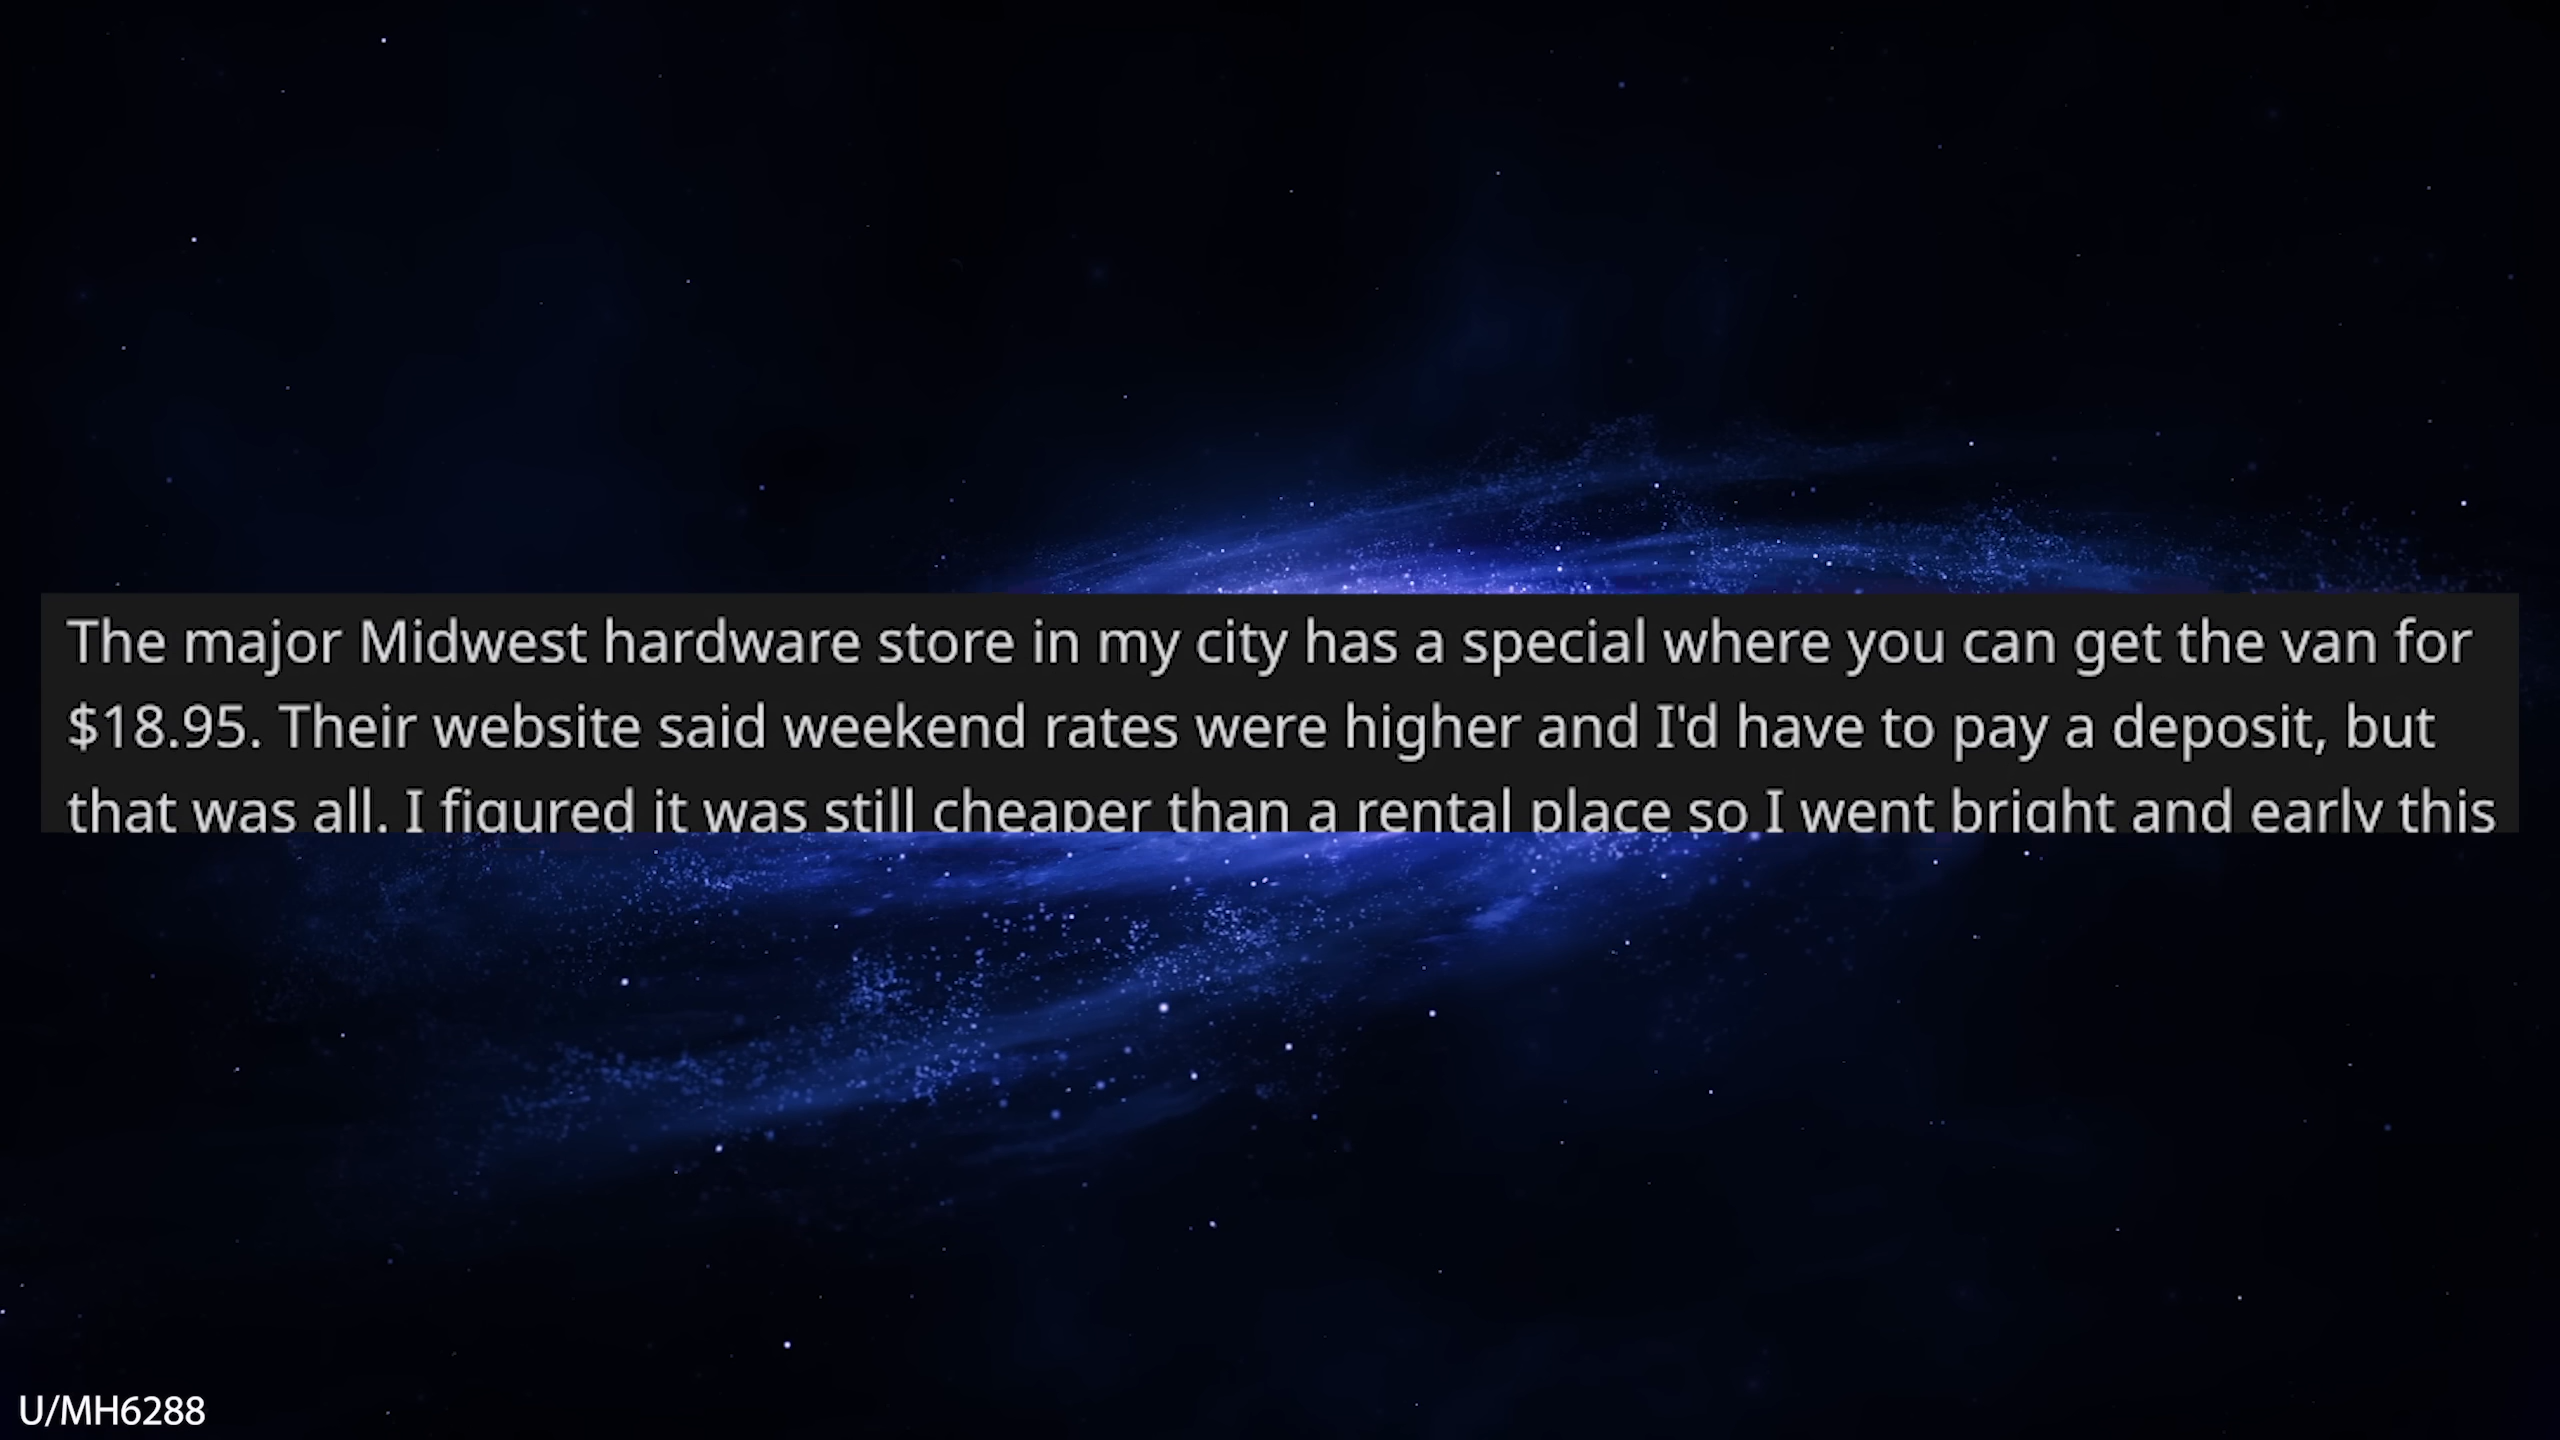 The major Midwest hardware store in my city has a special where you can get the van for
$18.95. Their website said weekend rates were higher and I'd have to pay a deposit, but
that was all. I figured it was still cheaper than a rental place so I went bright and early this
U/MH6288